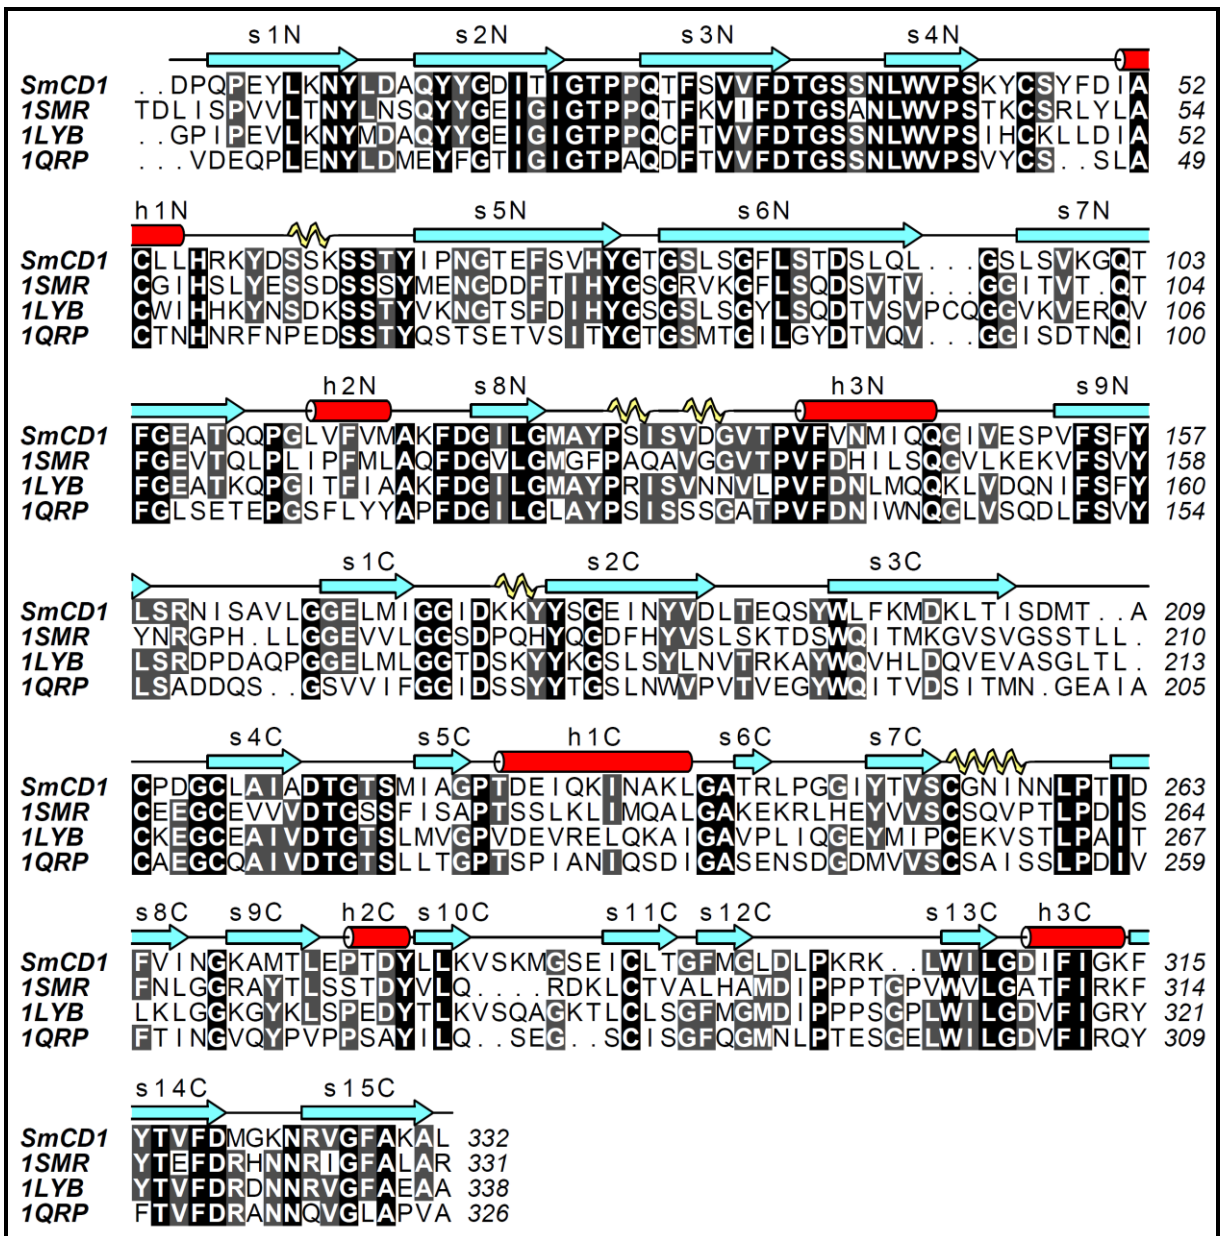 s1N s2N s3N s4N
SmCD1 ..DPQPEYLKNYLDAQYYGDITIGTPPQTFSVVFDTGSSNLWVPSKYCSYFDIA 52
1SMR TDLISPVVLTNYLNSQYYGEIGIGTPPQTFKVIFDTGSANLWVPSTKCSRLYLA 54
1LYB ..GPIPEVLKNYMDAQYYGEIGIGTPPQCFTVVFDTGSSNLWVPSIHCKLLDIA 52
1QRP ...VDEQPLENYLDMEYFGTIGIGTPAQDFTVVFDTGSSNLWVPSVYCS..SLA 49
h1N s5N s6N s7N
SmCD1 CLLHRKYDSSKSSTYIPNGTEFSVHYGTGSLSGFLSTDSLQL...GSLSVKGQT 103
1SMR CGIHSLYESSDSSSYMENGDDFTIHYGSGRVKGFLSQDSVTV...GGITVT.QT 104
1LYB CWIHHKYNSDKSSTYVKNGTSFDIHYGSGSLSGYLSQDTVSVPCQGGVKVERQV 106
1QRP CTNHNRFNPEDSSTYQSTSETVSITYGTGSMTGILGYDTVQV...GGISDTNQI 100
h2N s8N h3N s9N
SmCD1 FGEATQQPGLVFVMAKFDGILGMAYPSISVDGVTPVFVNMIQQGIVESPVFSFY 157
1SMR FGEVTQLPLIPFMLAQFDGVLGMGFPAQAVGGVTPVFDHILSQGVLKEKVFSVY 158
1LYB FGEATKQPGITFIAAKFDGILGMAYPRISVNNVLPVFDNLMQQKLVDQNIFSFY 160
1QRP FGLSETEPGSFLYYAPFDGILGLAYPSISSSGATPVFDNIWNQGLVSQDLFSVY 154
s1C s2C s3C
SmCD1 LSRNISAVLGGELMIGGIDKKYYSGEINYVDLTEQSYWLFKMDKLTISDMT..A 209
1SMR YNRGPH.LLGGEVVLGGSDPQHYQGDFHYVSLSKTDSWQITMKGVSVGSSTLL. 210
1LYB LSRDPDAQPGGELMLGGTDSKYYKGSLSYLNVTRKAYWQVHLDQVEVASGLTL. 213
1QRP LSADDQS..GSVVIFGGIDSSYYTGSLNWVPVTVEGYWQITVDSITMN.GEAIA 205
s4C s5C h1C s6C s7C
SmCD1 CPDGCLAIADTGTSMIAGPTDEIQKINAKLGATRLPGGIYTVSCGNINNLPTID 263
1SMR CEEGCEVVVDTGSSFISAPTSSLKLIMQALGAKEKRLHEYVVSCSQVPTLPDIS 264
1LYB CKEGCEAIVDTGTSLMVGPVDEVRELQKAIGAVPLIQGEYMIPCEKVSTLPAIT 267
1QRP CAEGCQAIVDTGTSLLTGPTSPIANIQSDIGASENSDGDMVVSCSAISSLPDIV 259
s8C s9C h2C s10C s11C s12C s13C h3C
SmCD1 FVINGKAMTLEPTDYLLKVSKMGSEICLTGFMGLDLPKRK..LWILGDIFIGKF 315
1SMR FNLGGRAYTLSSTDYVLQ....RDKLCTVALHAMDIPPPTGPVWVLGATFIRKF 314
1LYB LKLGGKGYKLSPEDYTLKVSQAGKTLCLSGFMGMDIPPPSGPLWILGDVFIGRY 321
1QRP FTINGVQYPVPPSAYILQ..SEG..SCISGFQGMNLPTESGELWILGDVFIRQY 309
s14C s15C
SmCD1 YTVFDMGKNRVGFAKAL 332
1SMR YTEFDRHNNRIGFALAR 331
1LYB YTVFDRDNNRVGFAEAA 338
1QRP FTVFDRANNQVGLAPVA 326